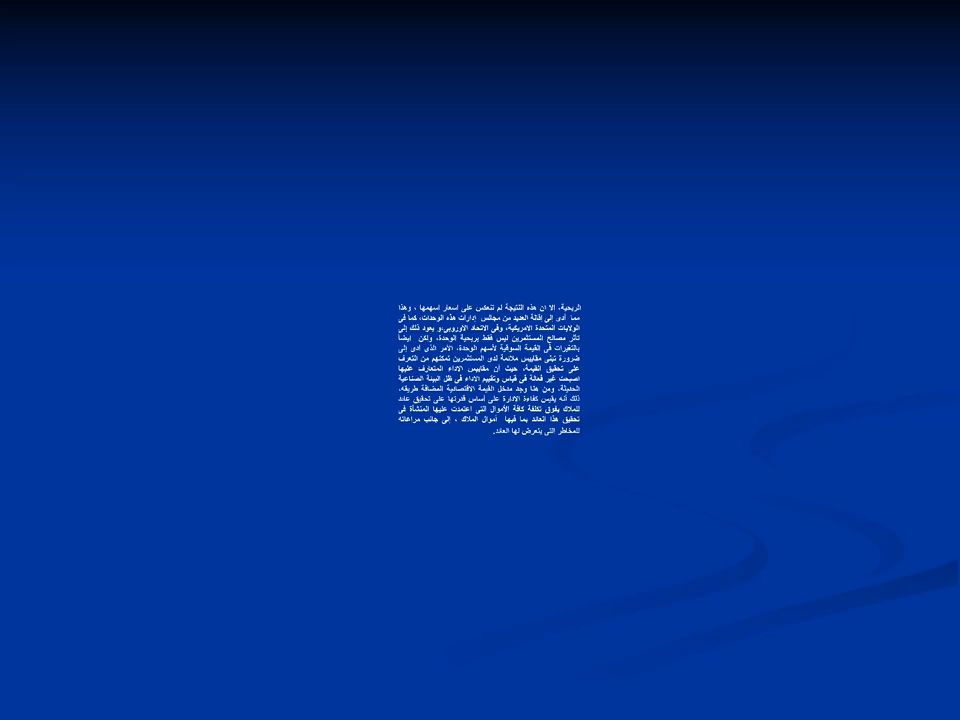 الربحية، إلا ان هذه النتيجة لم تنعكس على اسعار اسهمها ، وهذا
مما أدى إلى إقالة العديد من مجالس إدارات هذه الوحدات، كما فى
الولايات المتحدة الامريكية، وفى الاتحاد الاوروبى،و يعود ذلك إلى
تأثر مصالح المستثمرين ليس فقط بربحية الوحدة، ولكن ايضاً
بالتغيرات فى القيمة السوقية لأسهم الوحدة، الأمر الذى أدى إلى
ضرورة تبنى مقاييس ملائمة لدى المستثمرين تمكنهم من التعرف
على تحقيق القيمة، حيث أن مقاييس الاداء المتعارف عليها
اصبحت غير فعالة فى قياس وتقييم الاداء فى ظل البيئة الصناعية
الحديثة، ومن هنا وجد مدخل القيمة الاقتصادية المضافة طريقه،
ذلك أنه يقيس كفاءة الادارة على أساس قدرتها على تحقيق عائد
للملاك يفوق تكلفة كافة الأموال التى اعتمدت عليها المنشأة فى
تحقيق هذا العائد بما فيها أموال الملاك ، إلى جانب مراعاته
للمخاطر التى يتعرض لها العائد.